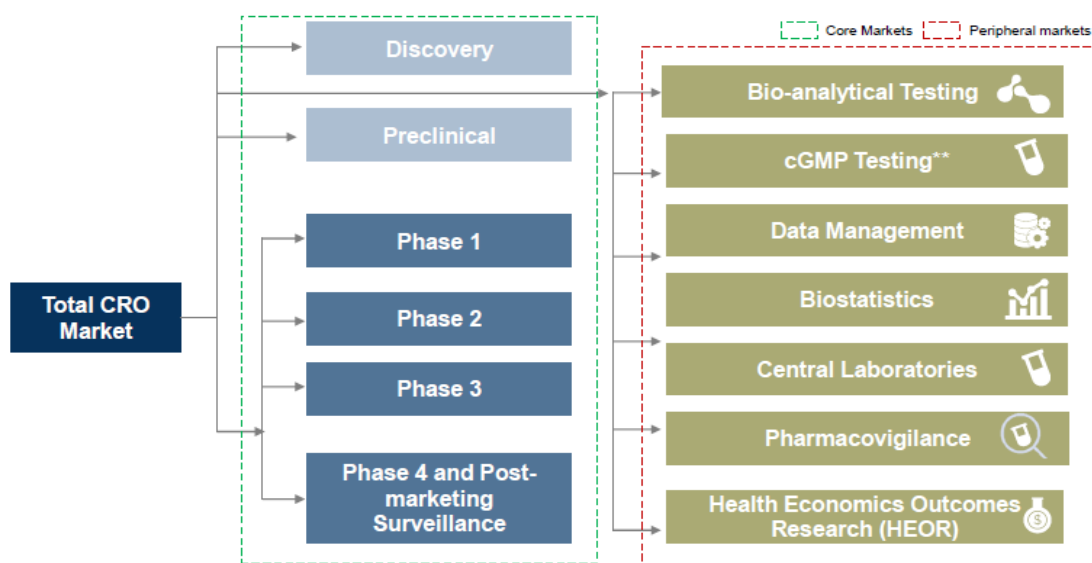 Core Markets
Peripheral markets
Discovery
Preclinical
Phase 1
Phase 2
Phase 3
Phase 4 and Post-
marketing
Surveillance
Total CRO
Market
Bio-analytical Testing
cGMP Testing**
Data Management
Biostatistics
Central Laboratories
Pharmacovigilance
Health Economics Outcomes
Research (HEOR)
$